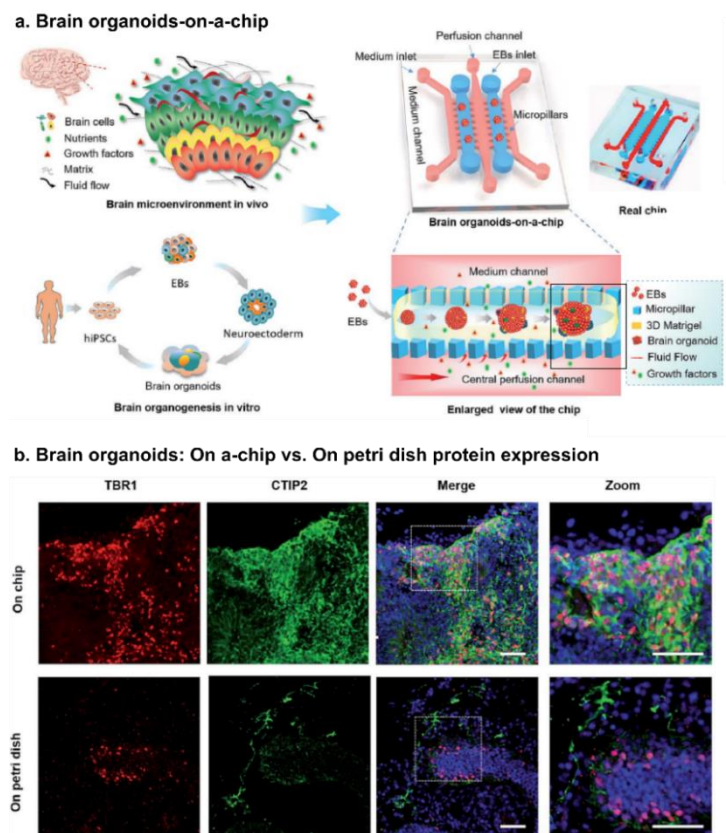 a. Brain organoids-on-a-chip
Brain cells
Nutrients
Growth factors
Matrix
Fluid flow
Brain microenvironment in vivo
Perfusion channel
Medium inlet
EBs inlet
Medium channel
Micropillars
Brain organoids-on-a-chip
Real chip
EBs
hiPSCs
Neuroectoderm
Brain organoids
Brain organogenesis in vitro
Medium channel
EBs
Central perfusion channel
Enlarged view of the chip
EBs
Micropillar
3D Matrigel
Brain organoid
Fluid Flow
Growth factors
b. Brain organoids: On a-chip vs. On petri dish protein expression
TBR1 CTIP2 Merge Zoom
On chip
On petri dish